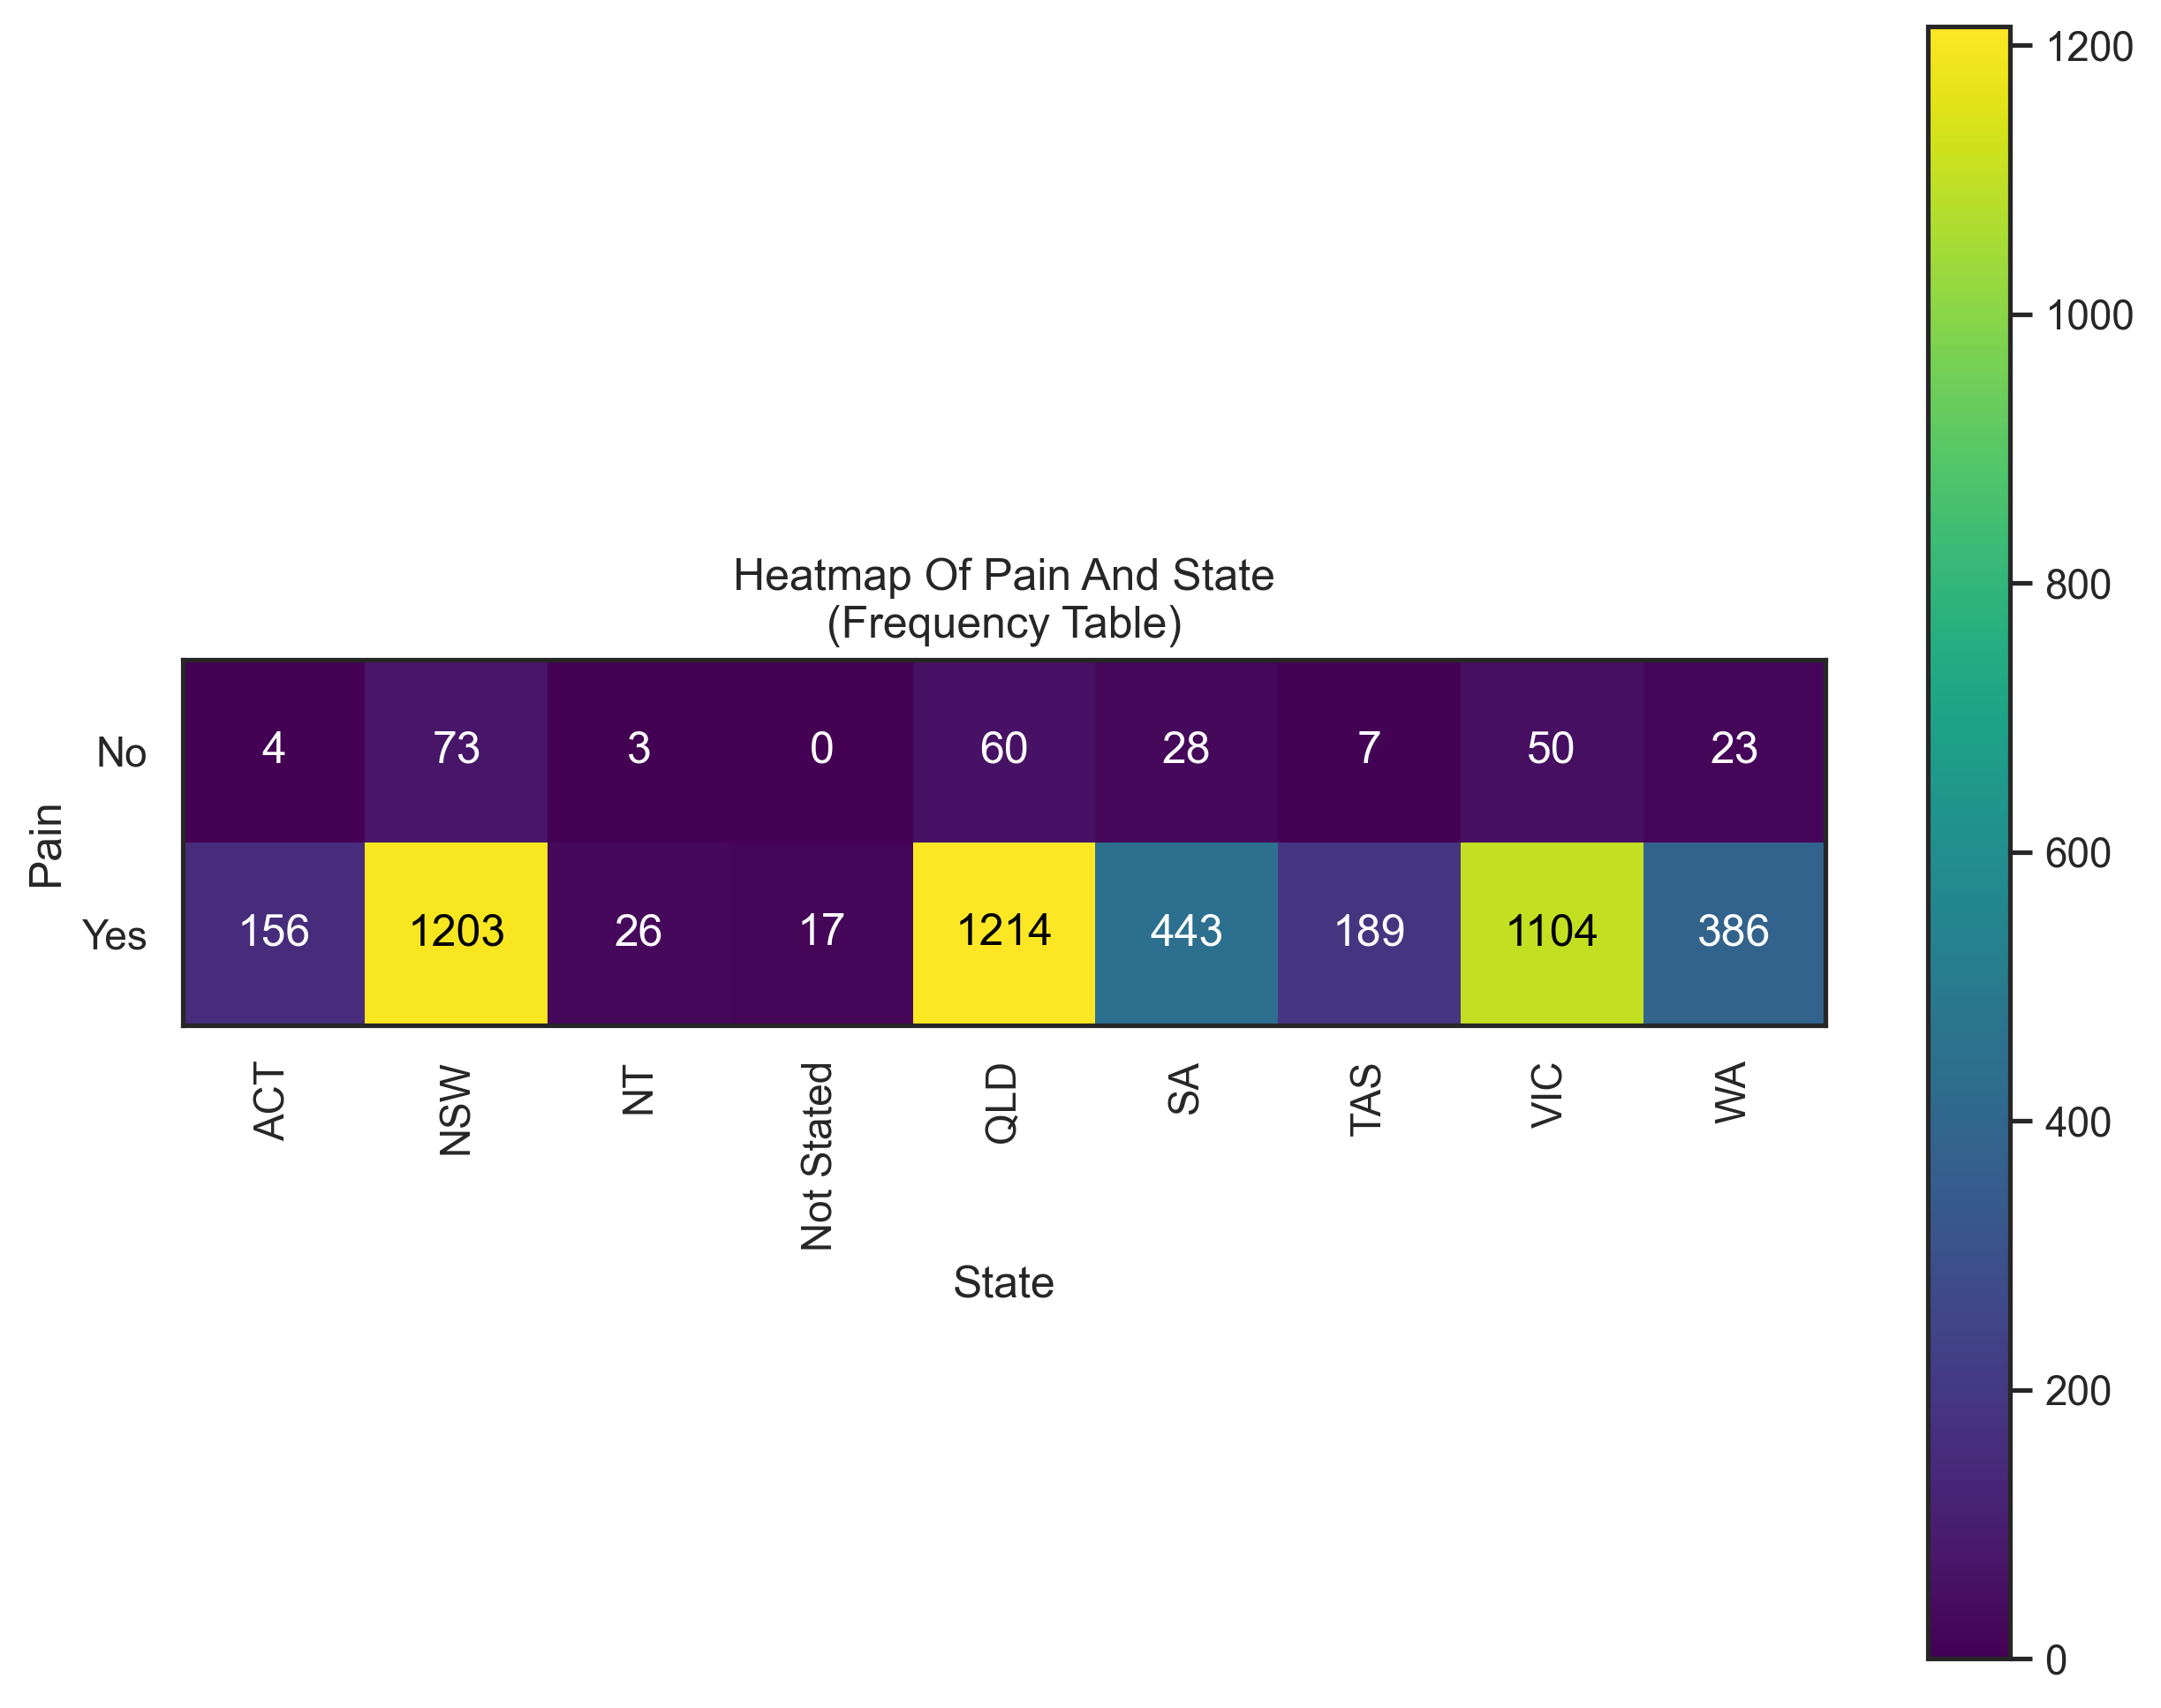 Heatmap Of Pain And State
(Frequency Table)
Pain
No 4 73 3 0 60 28 7 50 23
Yes 156 1203 26 17 1214 443 189 1104 386
ACT NSW NT Not Stated QLD SA TAS VIC WA
State
1200
1000
800
600
400
200
0